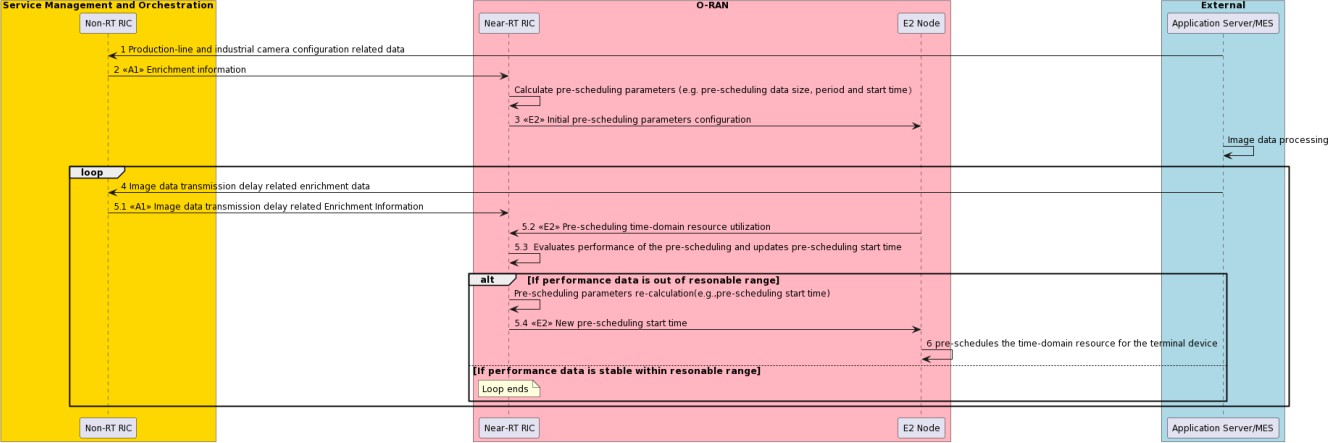 Service Management and Orchestration
O-RAN
External
Non-RT RIC
Near-RT RIC
E2 Node
Application Server/MES
1 Production-line and industrial camera configuration related data
2 «A1» Enrichment information
Calculate pre-scheduling parameters (e.g. pre-scheduling data size, period and start time)
3 «E2» Initial pre-scheduling parameters configuration
Image data processing
loop
4 Image data transmission delay related enrichment data
5.1 «A1» Image data transmission delay related Enrichment Information
5.2 «E2» Pre-scheduling time-domain resource utilization
5.3 Evaluates performance of the pre-scheduling and updates pre-scheduling start time
alt [If performance data is out of resonable range]
Pre-scheduling parameters re-calculation(e.g.,pre-scheduling start time)
5.4 «E2» New pre-scheduling start time
6 pre-schedules the time-domain resource for the terminal device
[If performance data is stable within resonable range]
Loop ends
Non-RT RIC
Near-RT RIC
E2 Node
Application Server/MES